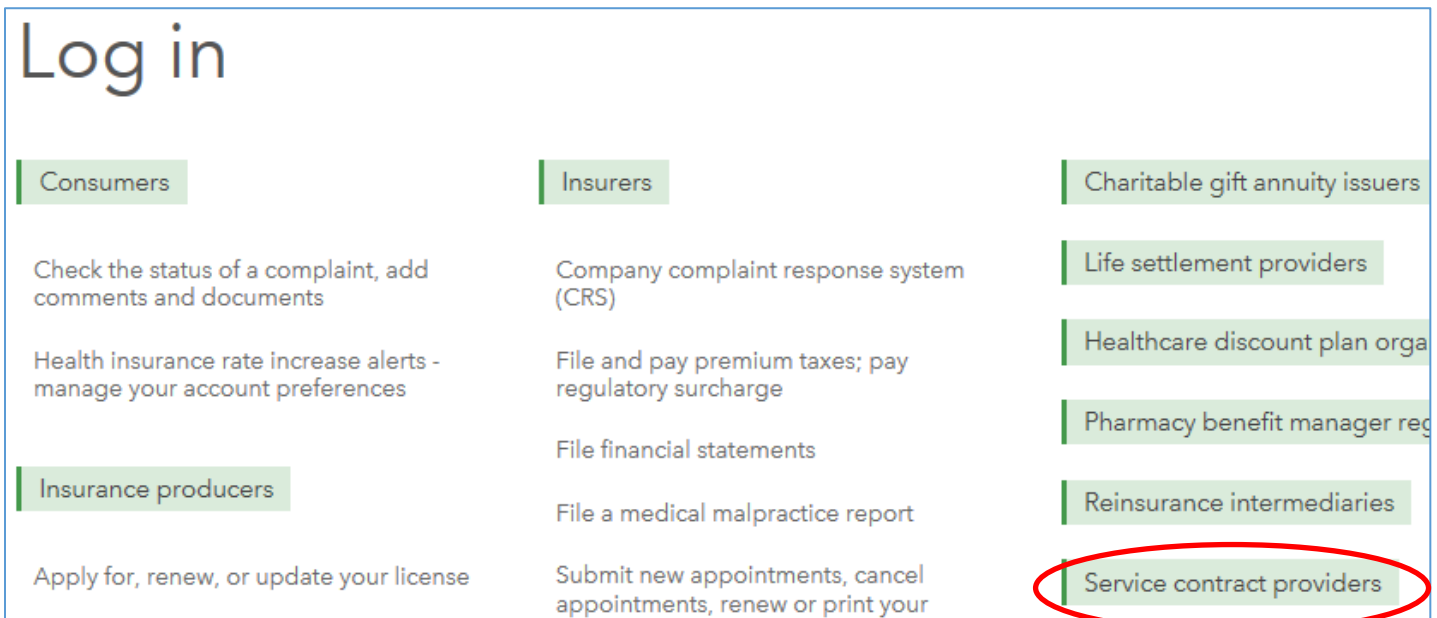 Log in
Consumers
Check the status of a complaint, add
comments and documents
Health insurance rate increase alerts -
manage your account preferences
Insurance producers
Apply for, renew, or update your license
Insurers
Company complaint response system
(CRS)
File and pay premium taxes; pay
regulatory surcharge
File financial statements
File a medical malpractice report
Submit new appointments, cancel
appointments, renew or print your
Charitable gift annuity issuers
Life settlement providers
Healthcare discount plan orga
Pharmacy benefit manager reg
Reinsurance intermediaries
Service contract providers